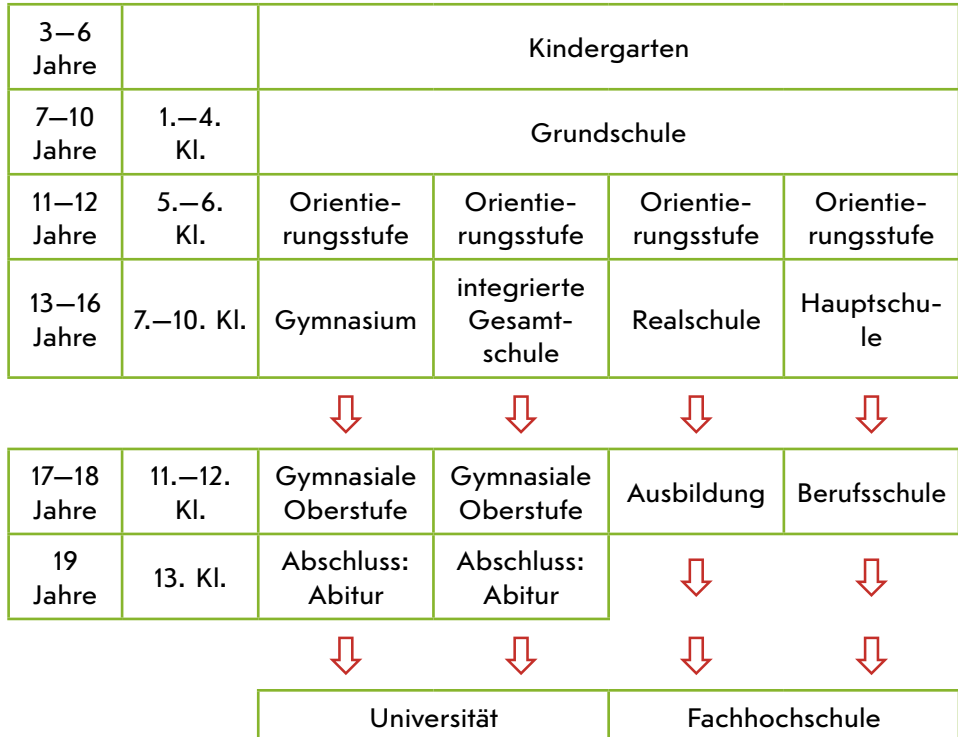 3—6
Jahre
Kindergarten
7—10
Jahre
1.—4.
Kl.
Grundschule
11—12
Jahre
5.—6.
Kl.
Orientie-
rungsstufe
Orientie-
rungsstufe
Orientie-
rungsstufe
Orientie-
rungsstufe
13—16
Jahre
7.—10. Kl.
Gymnasium
integrierte
Gesamt-
schule
Realschule
Hauptschu-
le
17—18
Jahre
11.—12.
Kl.
Gymnasiale
Oberstufe
Gymnasiale
Oberstufe
Ausbildung
Berufsschule
19
Jahre
13. Kl.
Abschluss:
Abitur
Abschluss:
Abitur
Universität
Fachhochschule